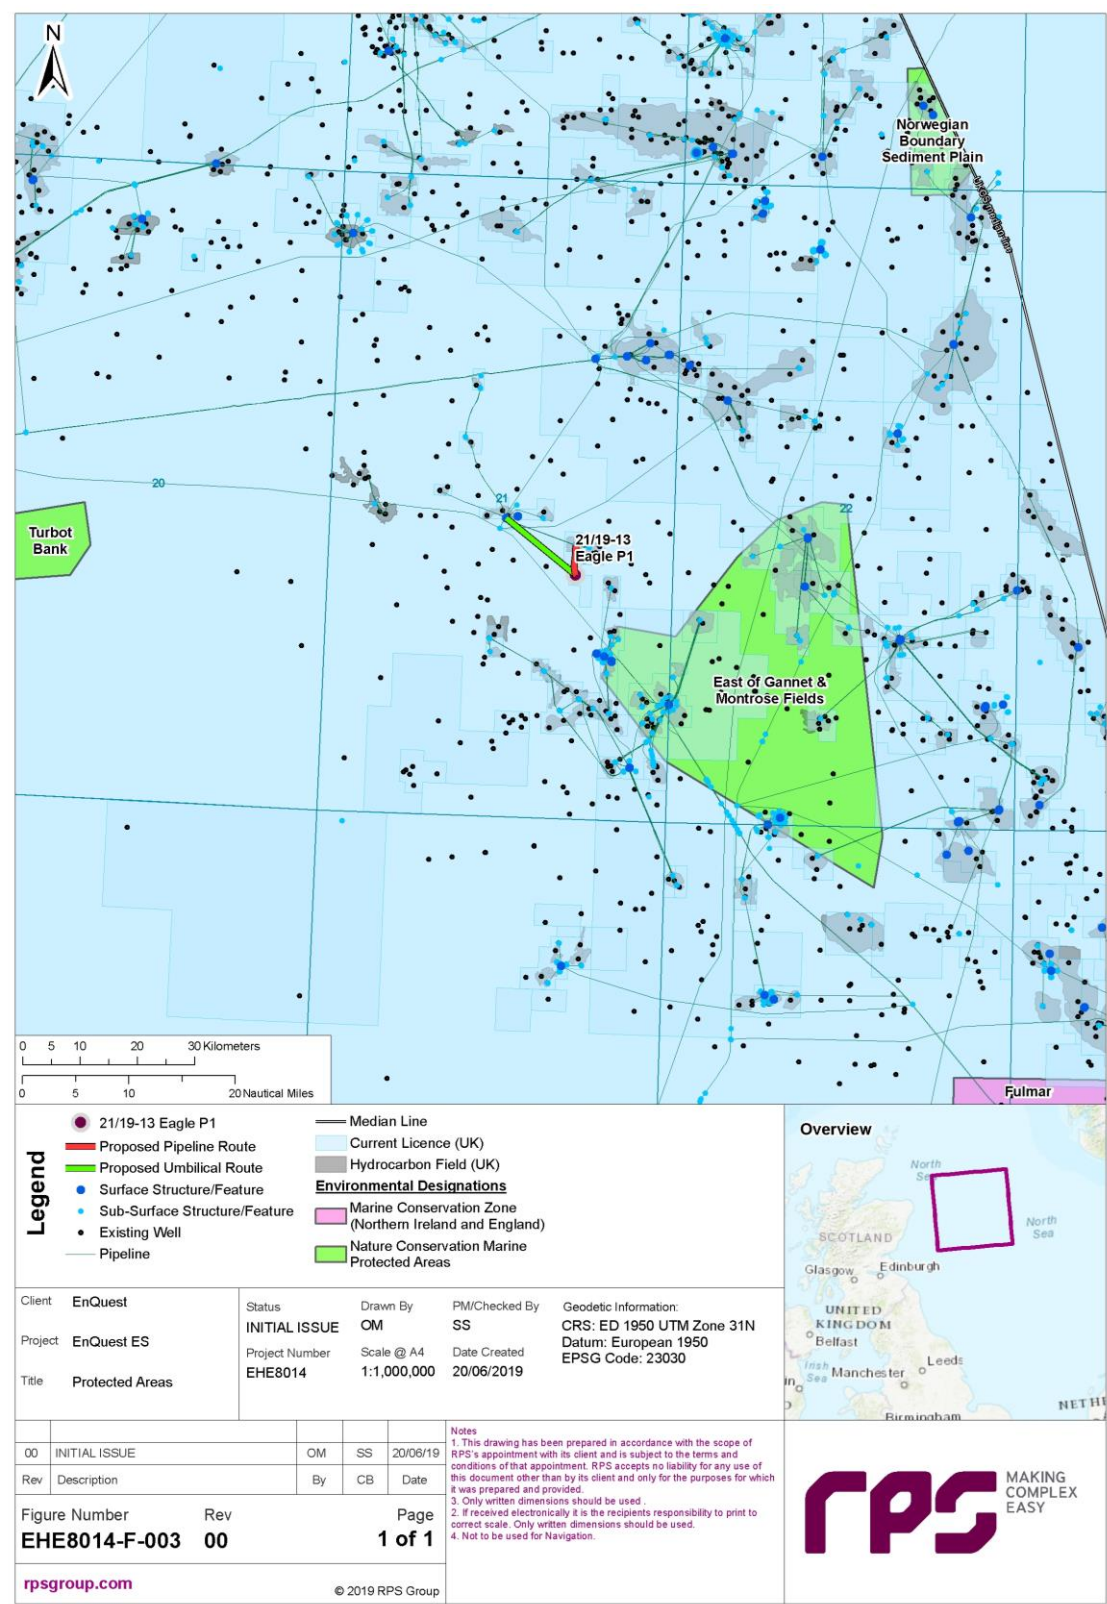 N
Norwegian
Boundary
Sediment Plain
20
21
22
Turbot
Bank
21/19-13
Eagle P1
East of Gannet &
Montrose Fields
Fulmar
0 5 10 20 30 Kilometers
0 5 10 20 Nautical Miles
Legend
21/19-13 Eagle P1
Proposed Pipeline Route
Proposed Umbilical Route
Surface Structure/Feature
Sub-Surface Structure/Feature
Existing Well
Pipeline
Median Line
Current Licence (UK)
Hydrocarbon Field (UK)
Environmental Designations
Marine Conservation Zone
(Northern Ireland and England)
Nature Conservation Marine
Protected Areas
Overview
North
Sea
North
Sea
SCOTLAND
Glasgow
Edinburgh
UNITED
KINGDOM
Belfast
Irish
Sea
Manchester
Leeds
Birmingham
NETH
Client EnQuest
Project EnQuest ES
Title Protected Areas
Status Drawn By PM/Checked By
INITIAL ISSUE OM SS
Project Number Scale @ A4 Date Created
EHE8014 1:1,000,000 20/06/2019
Geodetic Information:
CRS: ED 1950 UTM Zone 31N
Datum: European 1950
EPSG Code: 23030
00 INITIAL ISSUE OM SS 20/06/19
Rev Description By CB Date
Figure Number Rev Page
EHE8014-F-003 00 1 of 1
rpsgroup.com
© 2019 RPS Group
Notes
1. This drawing has been prepared in accordance with the scope of
RPS's appointment with its client and is subject to the terms and
conditions of that appointment. RPS accepts no liability for any use of
this document other than by its client and only for the purposes for which
it was prepared and provided.
3. Only written dimensions should be used .
2. If received electronically it is the recipients responsibility to print to
correct scale. Only written dimensions should be used.
4. Not to be used for Navigation.
rps
MAKING
COMPLEX
EASY